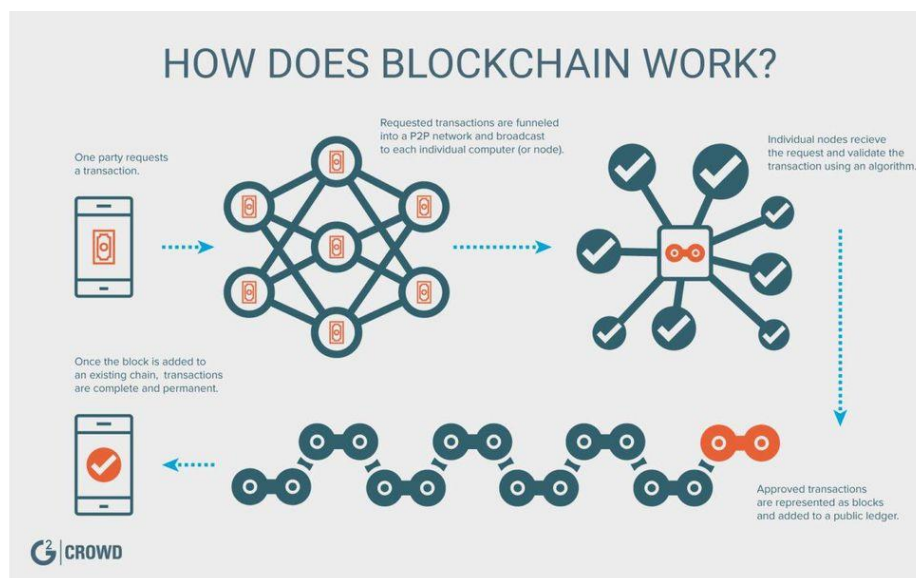 HOW DOES BLOCKCHAIN WORK?
One party requests
a transaction.
Requested transactions are funneled
into a P2P network and broadcast
to each individual computer (or node).
Individual nodes recieve
the request and validate the
transaction using an algorithm.
Approved transactions
are represented as blocks
and added to a public ledger.
Once the block is added to
an existing chain, transactions
are complete and permanent.
G2 | CROWD